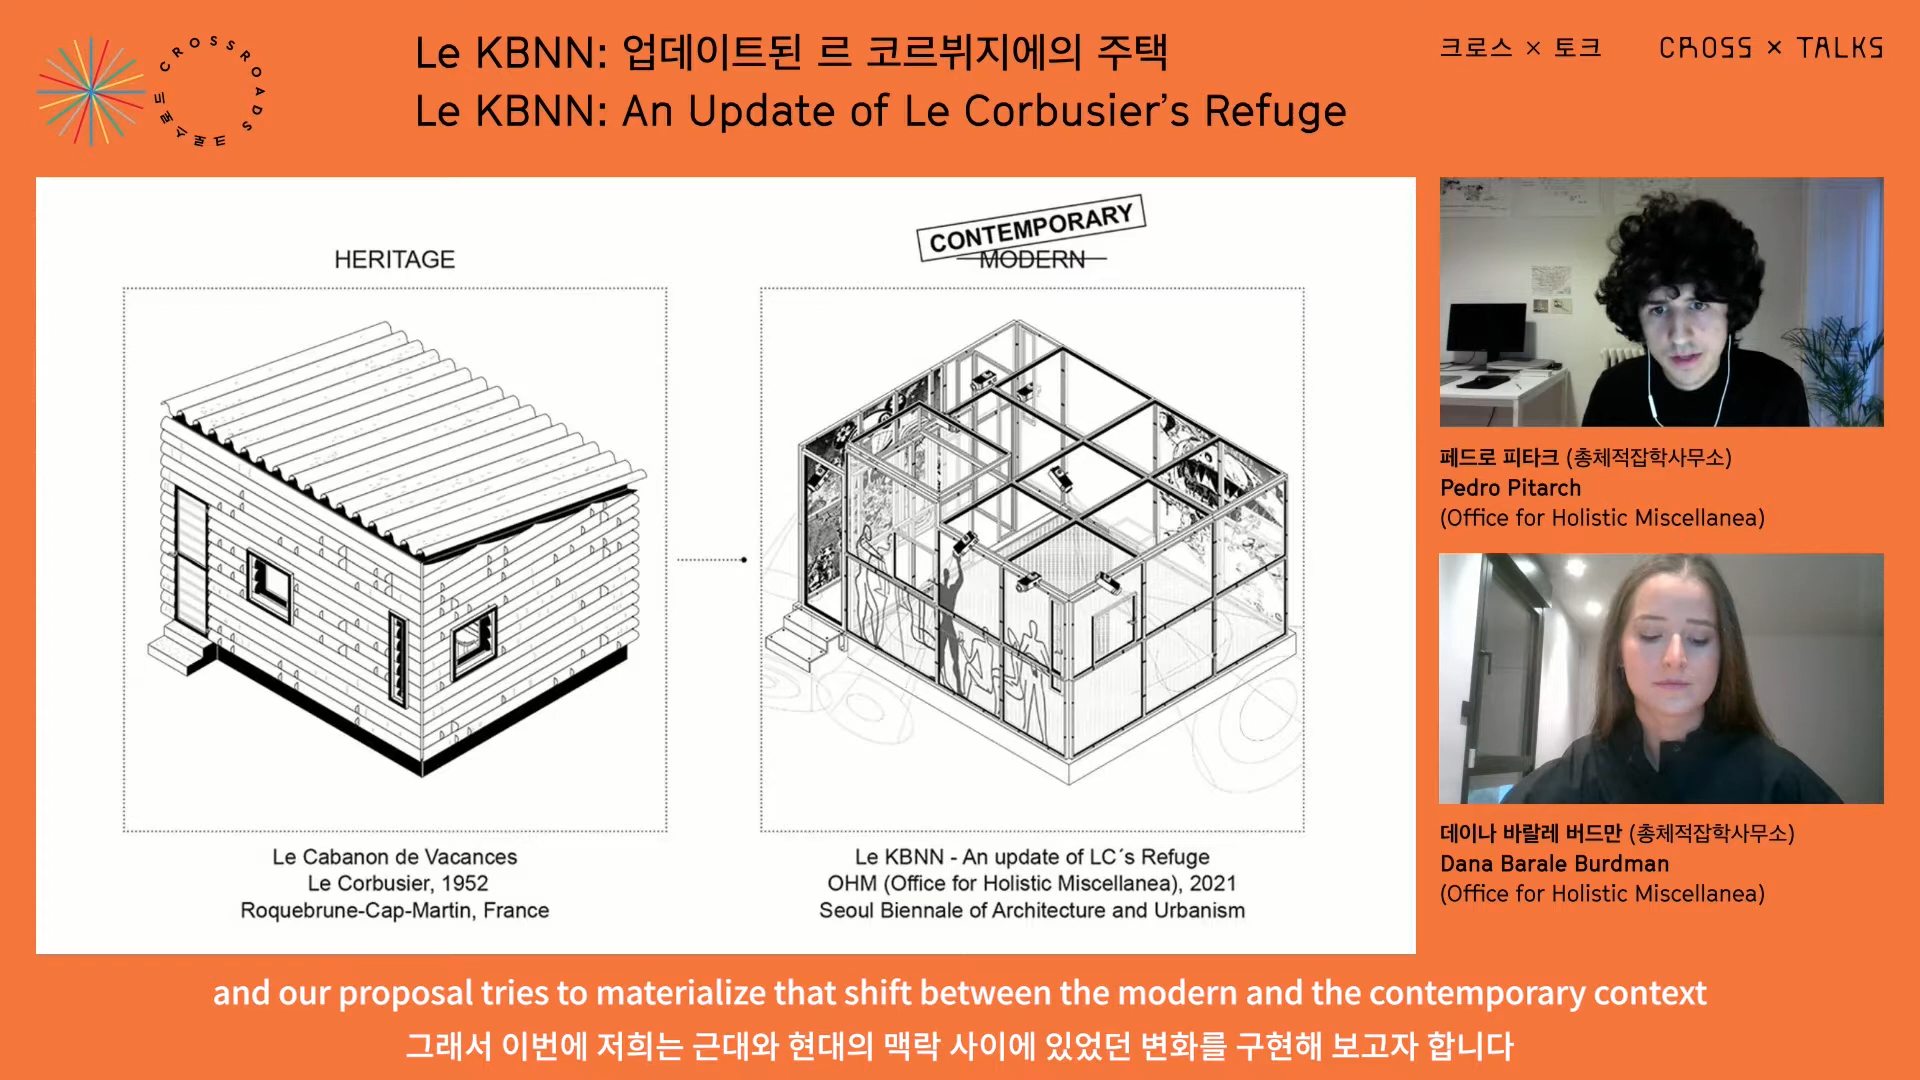 CROSSROADS
크로스로드
Le KBNN: 업데이트된 르 코르뷔지에의 주택
Le KBNN: An Update of Le Corbusier’s Refuge
크로스 × 토크
CROSS × TALKS
HERITAGE
CONTEMPORARY
MODERN
Le Cabanon de Vacances
Le Corbusier, 1952
Roquebrune-Cap-Martin, France
Le KBNN - An update of LC´s Refuge
OHM (Office for Holistic Miscellanea), 2021
Seoul Biennale of Architecture and Urbanism
페드로 피타크 (총체적잡학사무소)
Pedro Pitarch
(Office for Holistic Miscellanea)
데이나 바랄레 버드만 (총체적잡학사무소)
Dana Barale Burdman
(Office for Holistic Miscellanea)
and our proposal tries to materialize that shift between the modern and the contemporary context
그래서 이번에 저희는 근대와 현대의 맥락 사이에 있었던 변화를 구현해 보고자 합니다